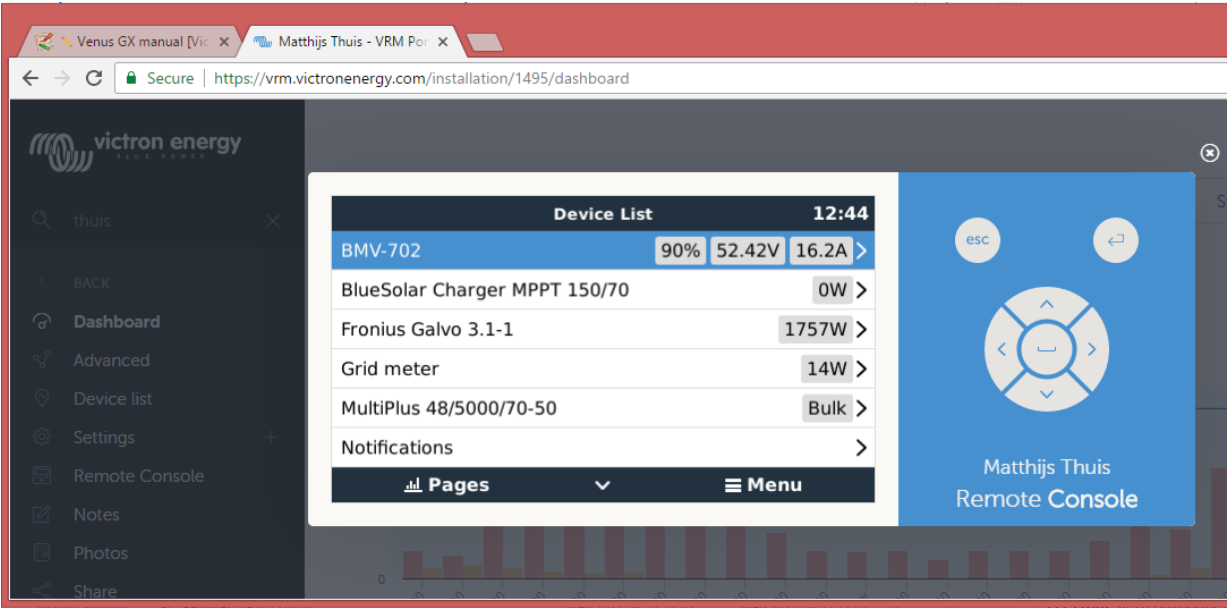 Venus GX manual [Vic
Matthijs Thuis - VRM Por
Secure | https://vrm.victronenergy.com/installation/1495/dashboard
victron energy
BLUE POWER
thuis
BACK
Dashboard
Advanced
Device list
Settings
Remote Console
Notes
Photos
Share
Device List 12:44
BMV-702 90% 52.42V 16.2A
BlueSolar Charger MPPT 150/70 0W
Fronius Galvo 3.1-1 1757W
Grid meter 14W
MultiPlus 48/5000/70-50 Bulk
Notifications
Pages Menu
esc
Matthijs Thuis
Remote Console
0